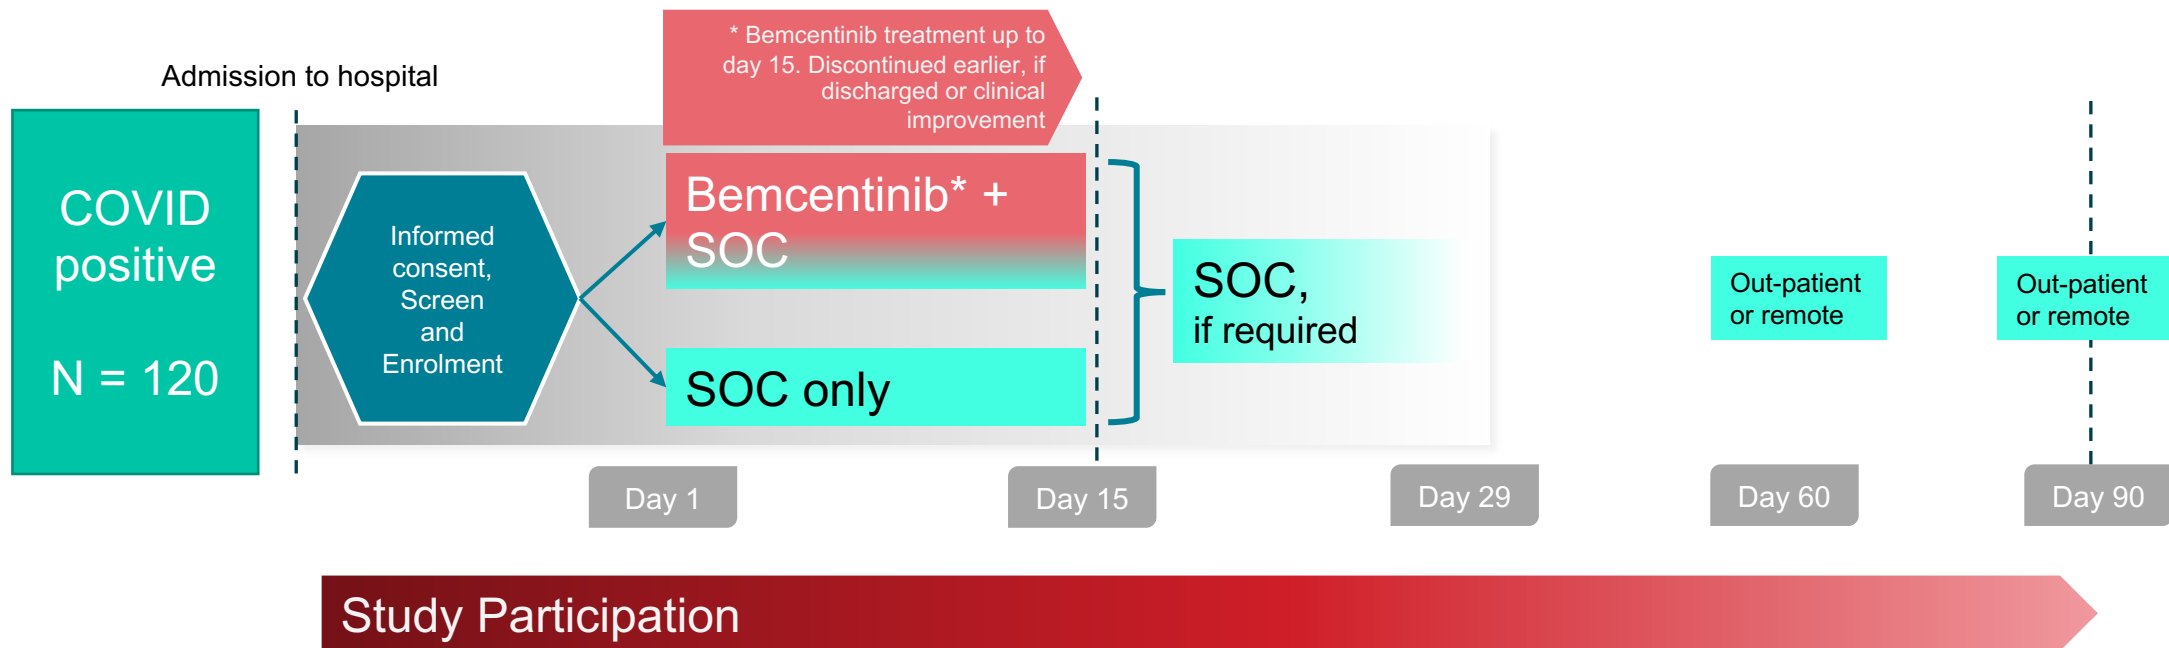 * Bemcentinib treatment up to
day 15. Discontinued earlier, if
discharged or clinical
improvement
Admission to hospital
COVID
positive
N = 120
Informed
consent,
Screen
and
Enrolment
Bemcentinib* +
SOC
SOC only
SOC,
if required
Out-patient
or remote
Out-patient
or remote
Day 1
Day 15
Day 29
Day 60
Day 90
Study Participation